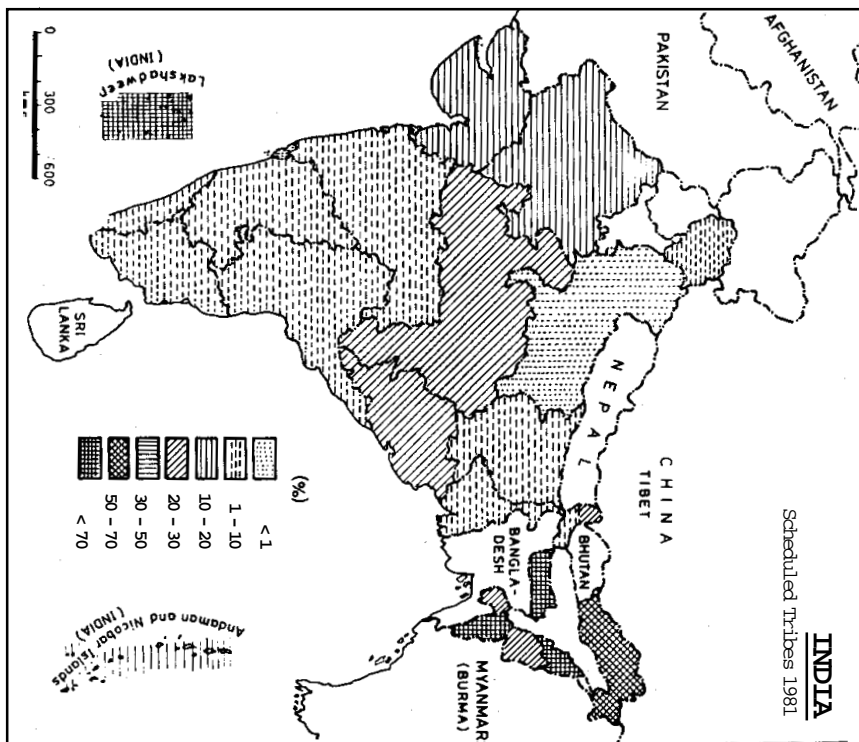 INDIA
Scheduled Tribes 1981
AFGHANISTAN
PAKISTAN
CHINA
TIBET
NEPAL
BHUTAN
BANGLA-
DESH
MYANMAR
(BURMA)
SRI
LANKA
Lakshadweep
(INDIA)
0
300
600
Andaman and Nicobar Islands
(INDIA)
(%)
< 1
1 - 10
10 - 20
20 - 30
30 - 50
50 - 70
< 70